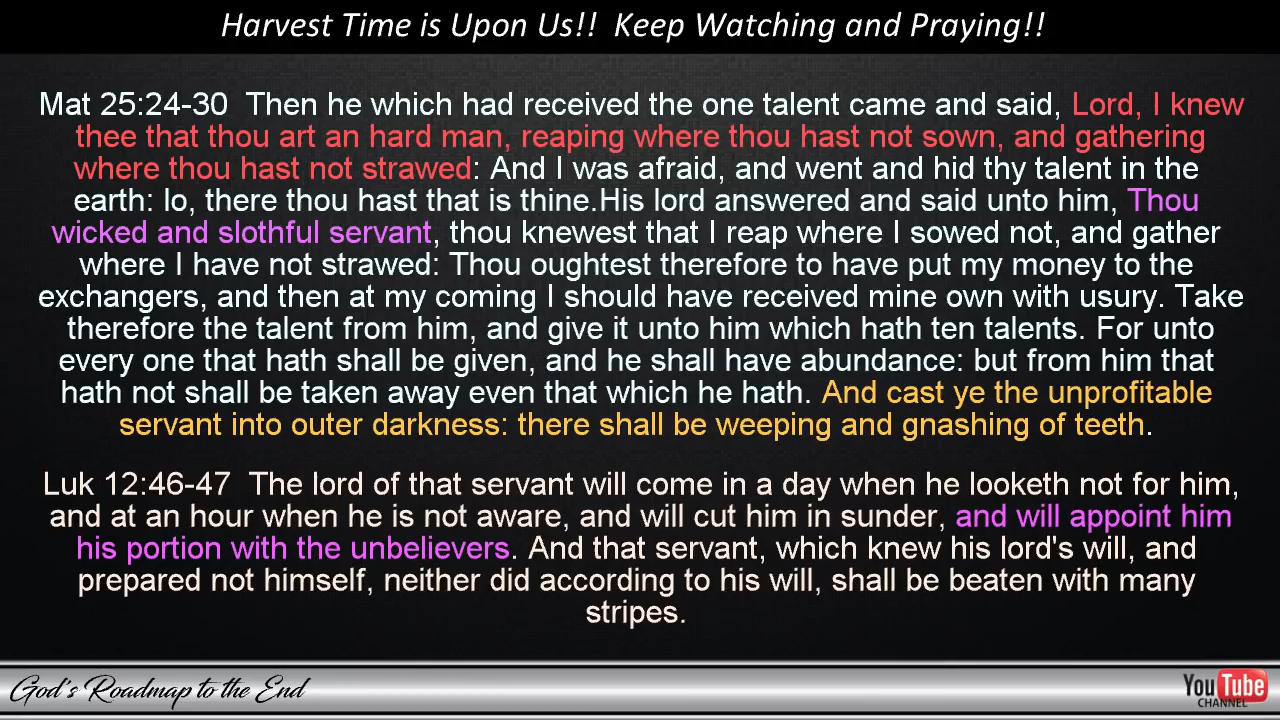 Harvest Time is Upon Us!!  Keep Watching and Praying!!
Mat 25:24-30  Then he which had received the one talent came and said, Lord, I knew
thee that thou art an hard man, reaping where thou hast not sown, and gathering
where thou hast not strawed: And I was afraid, and went and hid thy talent in the
earth: lo, there thou hast that is thine.His lord answered and said unto him, Thou
wicked and slothful servant, thou knewest that I reap where I sowed not, and gather
where I have not strawed: Thou oughtest therefore to have put my money to the
exchangers, and then at my coming I should have received mine own with usury. Take
therefore the talent from him, and give it unto him which hath ten talents. For unto
every one that hath shall be given, and he shall have abundance: but from him that
hath not shall be taken away even that which he hath. And cast ye the unprofitable
servant into outer darkness: there shall be weeping and gnashing of teeth.
Luk 12:46-47  The lord of that servant will come in a day when he looketh not for him,
and at an hour when he is not aware, and will cut him in sunder, and will appoint him
his portion with the unbelievers. And that servant, which knew his lord's will, and
prepared not himself, neither did according to his will, shall be beaten with many
stripes.
God's Roadmap to the End
YouTube
CHANNEL